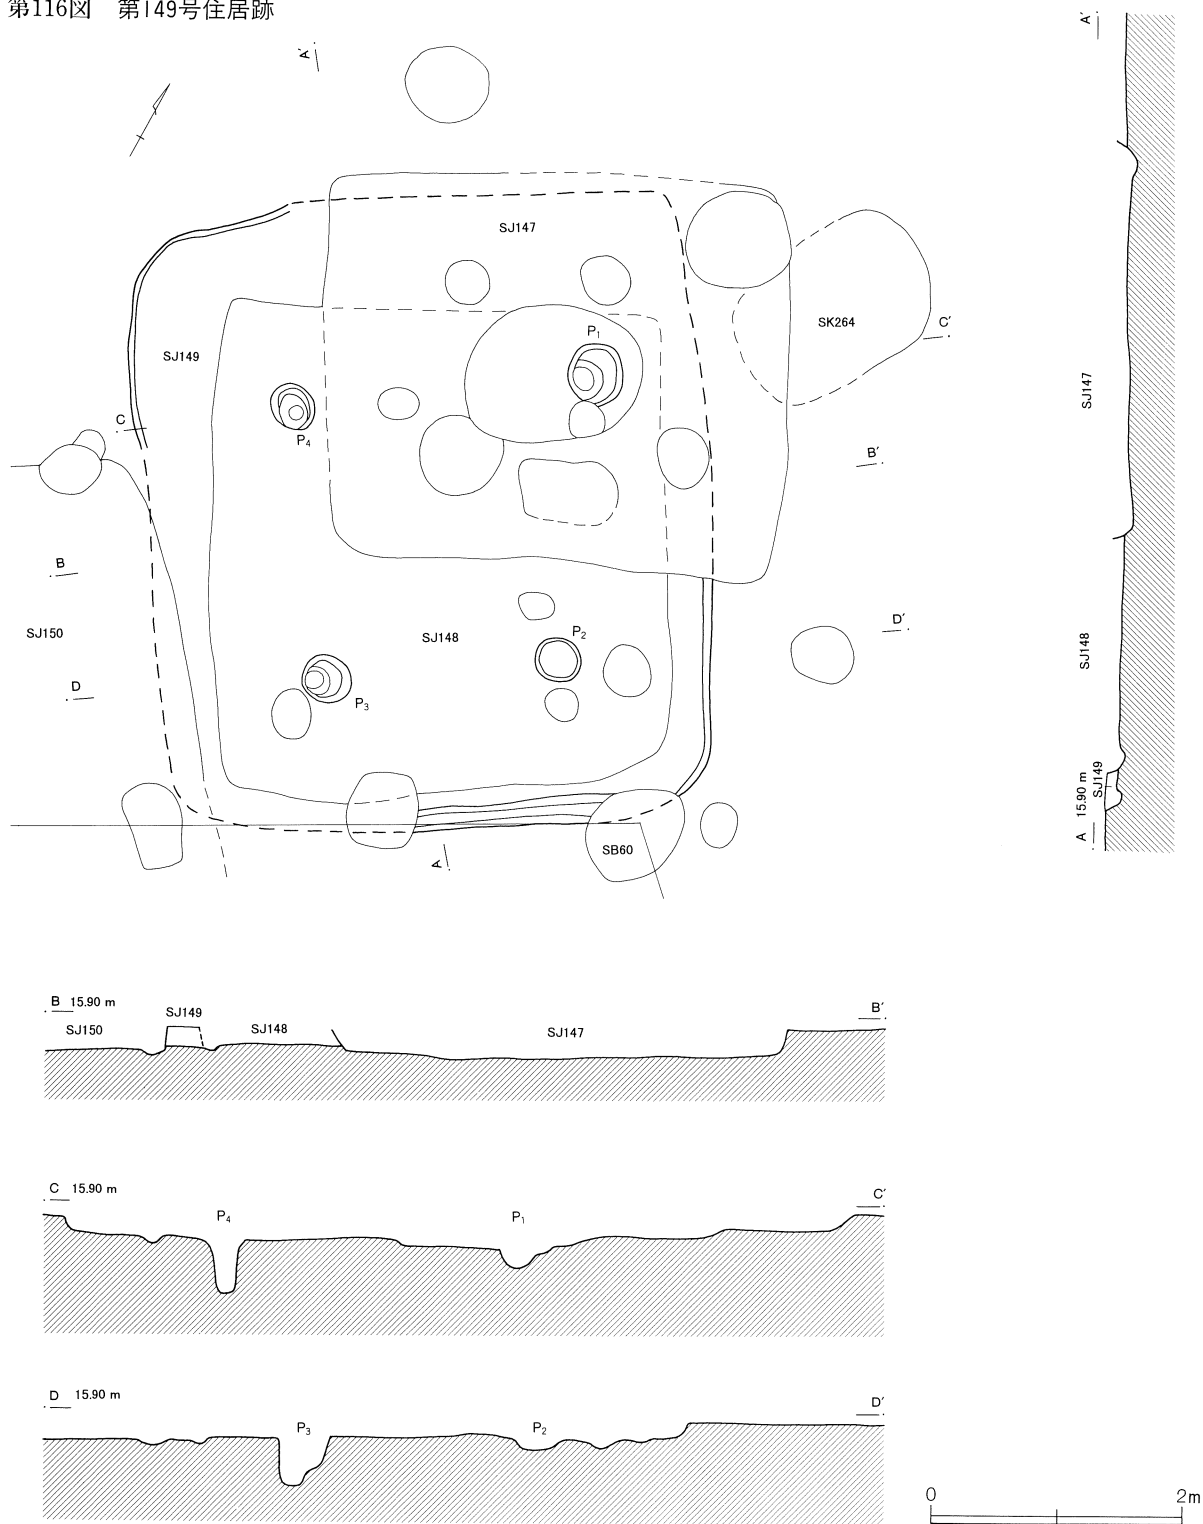 第116図 第149号住居跡
A′
A′
SJ147
SK264
C′
P1
SJ149
SJ147
C
P4
B′
B
D′
SJ150
SJ148
P2
SJ148
D
P3
SJ149
15.90 m
A
A
SB60
B 15.90 m
B′
SJ149
SJ150
SJ148
SJ147
C 15.90 m
C′
P4
P1
D 15.90 m
D′
P3
P2
0
2m